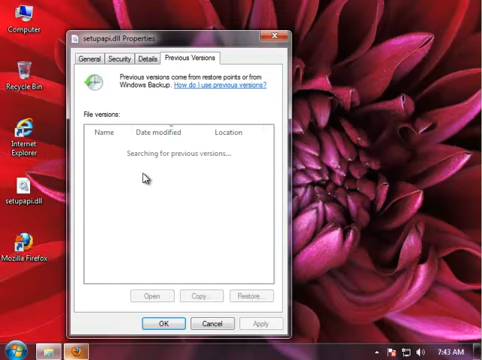 Computer
Recycle Bin
Internet
Explorer
setupapi.dll
Mozilla Firefox
setupapi.dll Properties
General Security Details Previous Versions
Previous versions come from restore points or from
Windows Backup. How do I use previous versions?
File versions:
Name Date modified Location
Searching for previous versions...
Open Copy... Restore...
OK Cancel Apply
7:43 AM